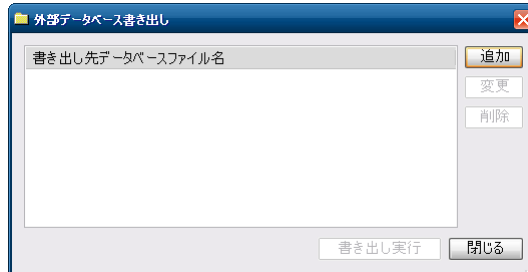 外部データベース書き出し
書き出し先データベースファイル名
追加
変更
削除
書き出し実行
閉じる